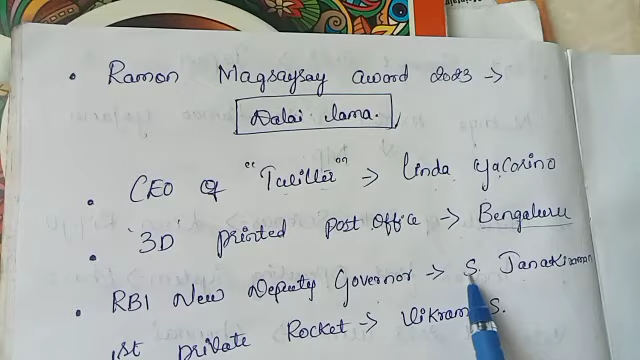 • Ramon Magsaysay award 2023 →
Dalai lama.
• CEO of "Twitter" → Linda Yacorino
• '3D' printed Post Office → Bengaluru
• RBI New Deputy Governor → S. Janakiraman
1st private Rocket → Vikram S.